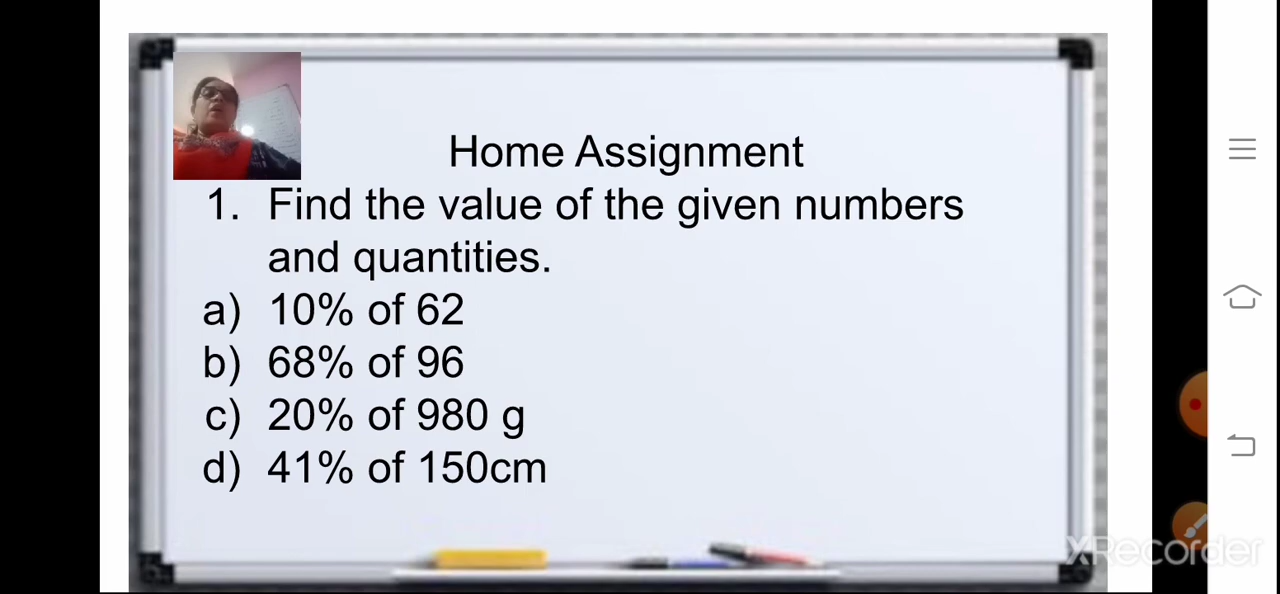 Home Assignment
1. Find the value of the given numbers
and quantities.
a) 10% of 62
b) 68% of 96
c) 20% of 980 g
d) 41% of 150cm
XRecorder